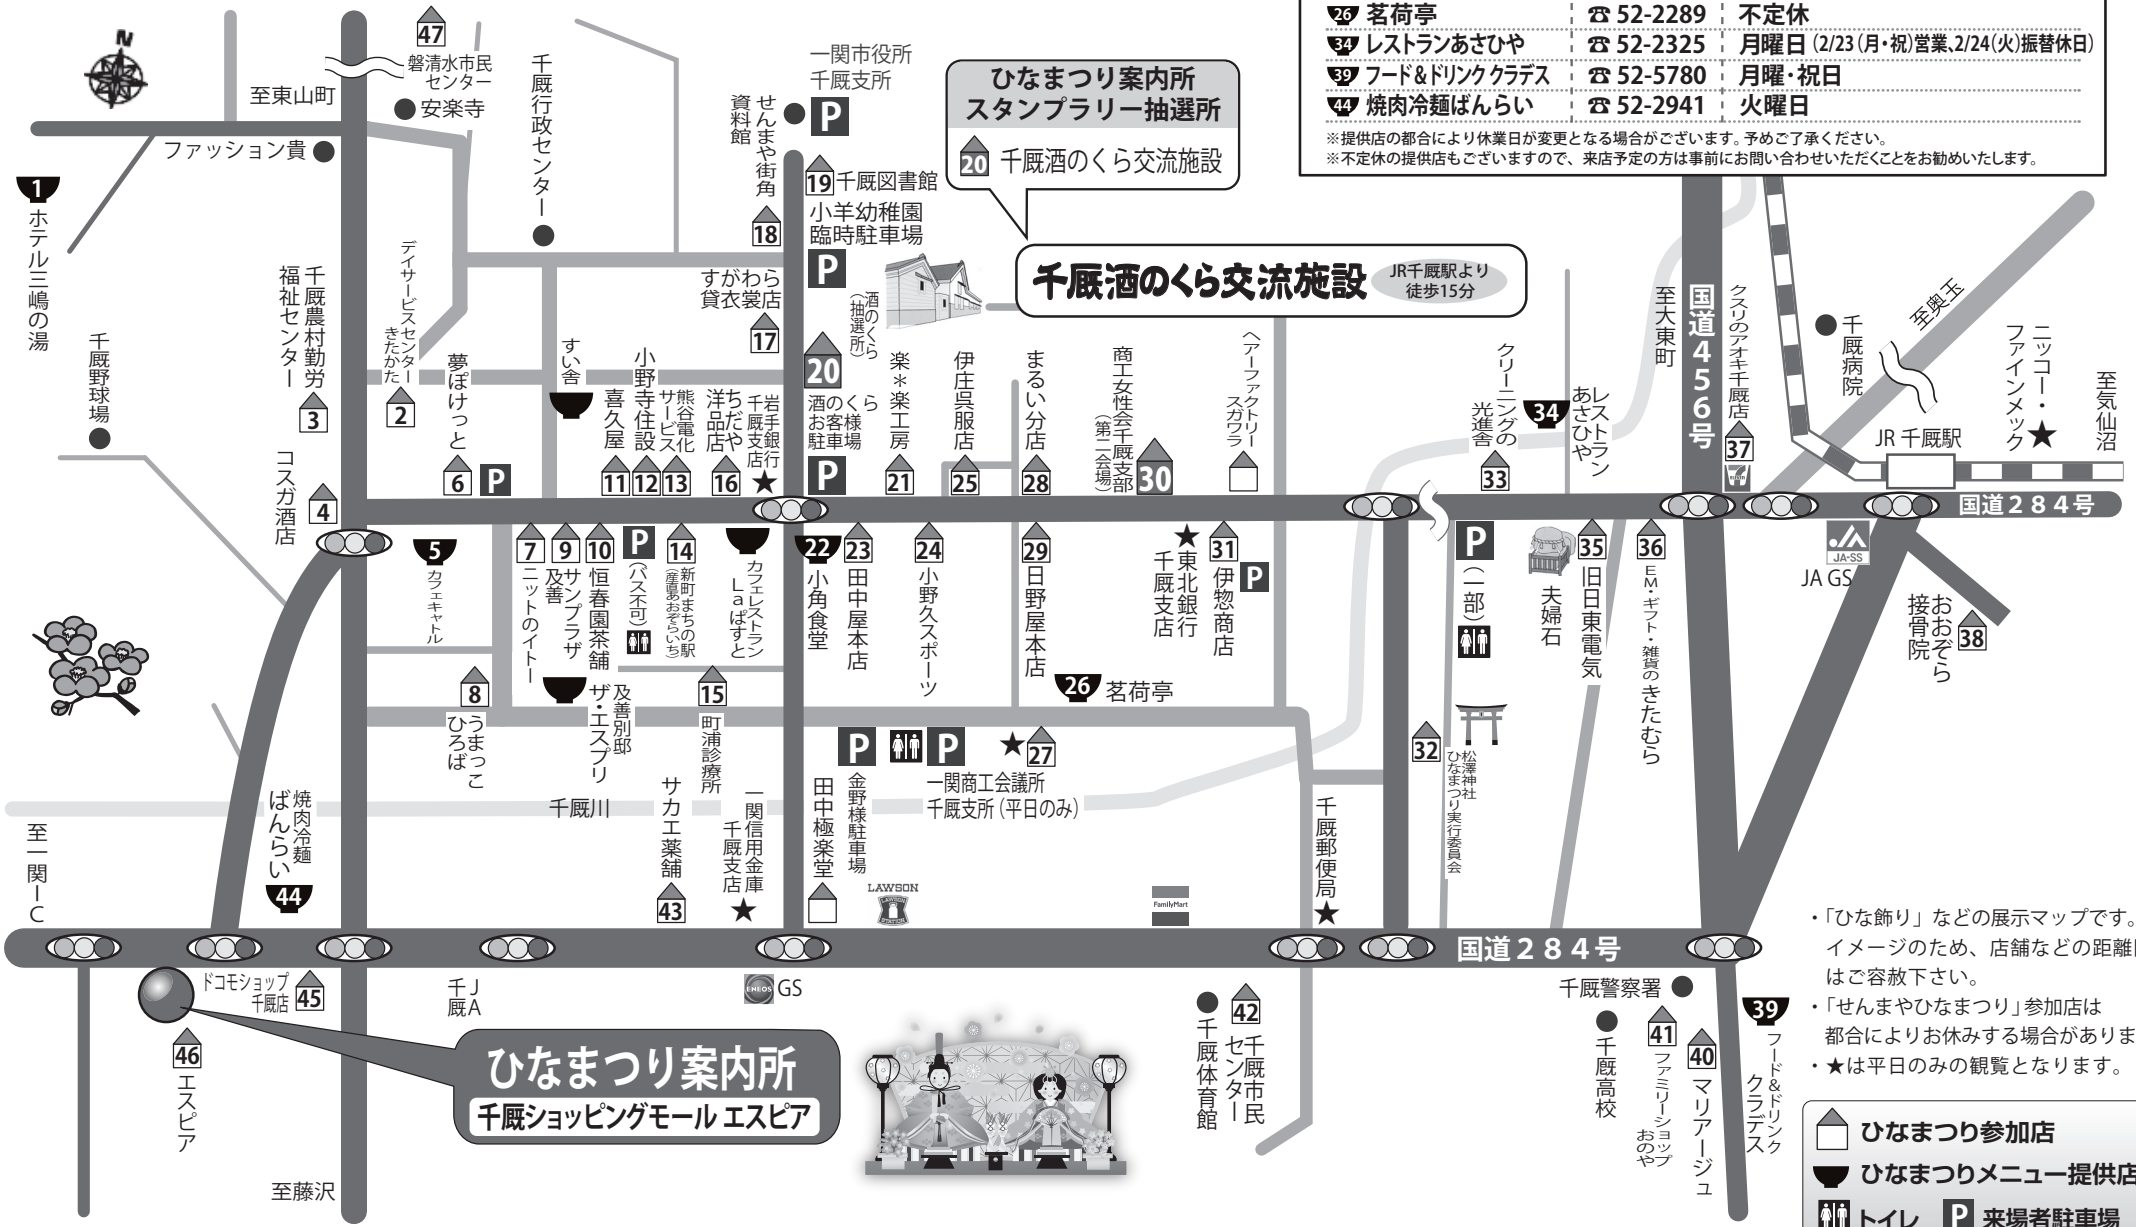 26 茗荷亭 ☎ 52-2289 不定休
34 レストランあさひや ☎ 52-2325 月曜日(2/23(月・祝)営業、2/24(火)振替休日)
39 フード&ドリンク クラデス ☎ 52-5780 月曜・祝日
44 焼肉冷麺ばんらい ☎ 52-2941 火曜日
※提供店の都合により休業日が変更となる場合がございます。予めご了承ください。
※不定休の提供店もございますので、来店予定の方は事前にお問い合わせいただくことをお勧めいたします。
N
47
磐清水市民
センター
至東山町
安楽寺
ファッション貴
1
ホテル三嶋の湯
千厩行政センター
一関市役所
千厩支所
P
せんまや街角
資料館
18
19 千厩図書館
小羊幼稚園
臨時駐車場
P
ひなまつり案内所
スタンプラリー抽選所
20 千厩酒のくら交流施設
千厩酒のくら交流施設
JR千厩駅より
徒歩15分
すがわら
貸衣裳店
17
酒のくら
(抽選所)
20
酒のくら
お客様
駐車場
P
千厩農村勤労
福祉センター
3
デイサービスセンター
きたかた
2
千厩野球場
コスガ酒店
4
夢ぽけっと
6
P
すい舎
喜久屋
11
小野寺住設
12
熊谷電化
サービス
13
ちだや
洋品店
16
岩手銀行
千厩支店
★
楽*楽工房
21
伊庄呉服店
25
まるい分店
28
商工女性会千厩支部
(第二会場)
30
ヘアーファクトリー
スガワラ
クリーニングの
光進舎
33
34
レストラン
あさひや
至大東町
国道456号
クスリのアオキ千厩店
37
千厩病院
至奥玉
ニッコー・
ファインメック
★
至気仙沼
JR 千厩駅
国道284号
5
カフェキャトル
7
ニットのイトー
9
サンプラザ
及善
10
恒春園茶舗
P
(バス不可)
14
新町まちの駅
(産直あおぞらいち)
カフェレストラン
Laぱすと
22
小角食堂
23
田中屋本店
24
小野久スポーツ
29
日野屋本店
★
東北銀行
千厩支店
31
伊惣商店
P
P
(一部)
夫婦石
35
旧日東電気
36
EM・ギフト・雑貨の きたむら
JA-SS
JA GS
おおぞら
接骨院
38
8
うまっこ
ひろば
及善別邸
ザ・エスプリ
15
町浦診療所
26 茗荷亭
P
金野様駐車場
P
★
27
一関商工会議所
千厩支所 (平日のみ)
32
松澤神社
ひなまつり実行委員会
千厩川
サカエ薬舗
43
一関信用金庫
千厩支店
★
田中極楽堂
LAWSON
STATION
FamilyMart
千厩郵便局
★
焼肉冷麺
ばんらい
44
至一関IC
国道284号
ドコモショップ
千厩店
45
46
エスピア
至藤沢
JA
千厩
ENEOS GS
ひなまつり案内所
千厩ショッピングモール エスピア
千厩体育館
42
千厩市民
センター
千厩警察署
千厩高校
41
ファミリーショップ
おのや
40
マリアージュ
39
フード&ドリンク
クラデス
・「ひな飾り」などの展示マップです。
イメージのため、店舗などの距離
はご容赦下さい。
・「せんまやひなまつり」参加店は
都合によりお休みする場合がありま
・★は平日のみの観覧となります。
ひなまつり参加店
ひなまつりメニュー提供店
トイレ P 来場者駐車場